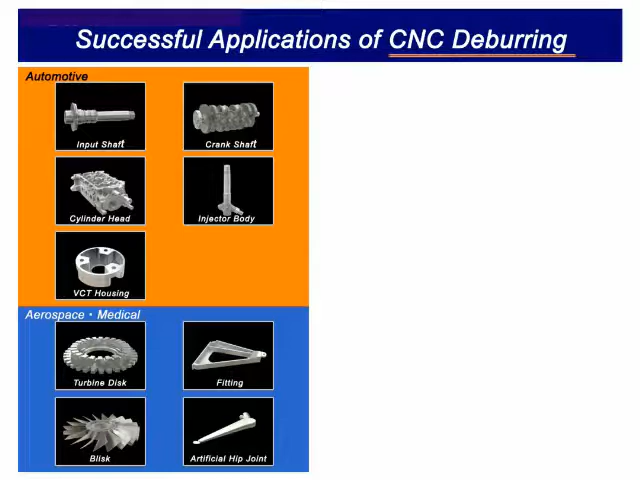 Successful Applications of CNC Deburring
Automotive
Input Shaft
Crank Shaft
Cylinder Head
Injector Body
VCT Housing
Aerospace・Medical
Turbine Disk
Fitting
Blisk
Artificial Hip Joint